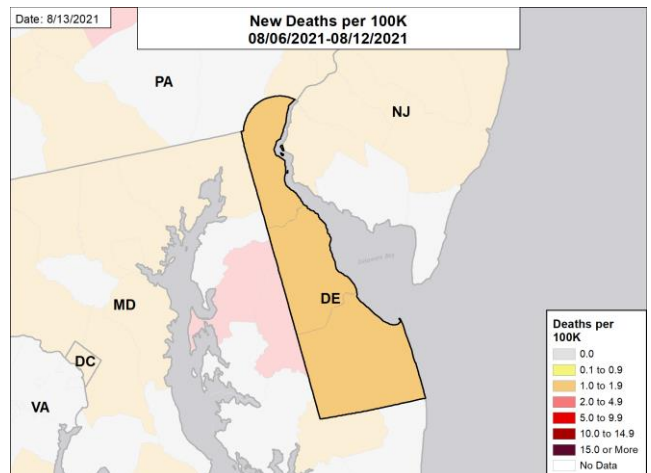 Date: 8/13/2021
New Deaths per 100K
08/06/2021-08/12/2021
PA
NJ
MD
DE
DC
VA
Delaware Bay
Deaths per
100K
0.0
0.1 to 0.9
1.0 to 1.9
2.0 to 4.9
5.0 to 9.9
10.0 to 14.9
15.0 or More
No Data